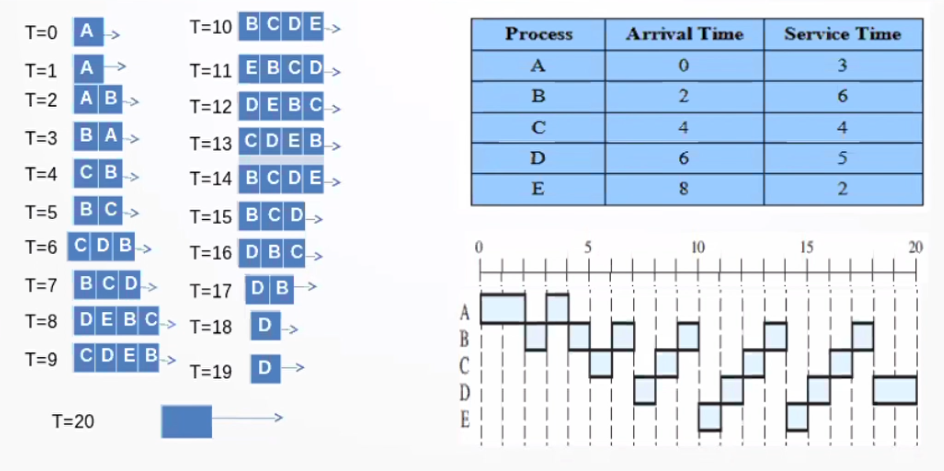 T=0 A
T=1 A
T=2 A B
T=3 B A
T=4 C B
T=5 B C
T=6 C D B
T=7 B C D
T=8 D E B C
T=9 C D E B
T=10 B C D E
T=11 E B C D
T=12 D E B C
T=13 C D E B
T=14 B C D E
T=15 B C D
T=16 D B C
T=17 D B
T=18 D
T=19 D
T=20
Process Arrival Time Service Time
A 0 3
B 2 6
C 4 4
D 6 5
E 8 2
0 5 10 15 20
A
B
C
D
E